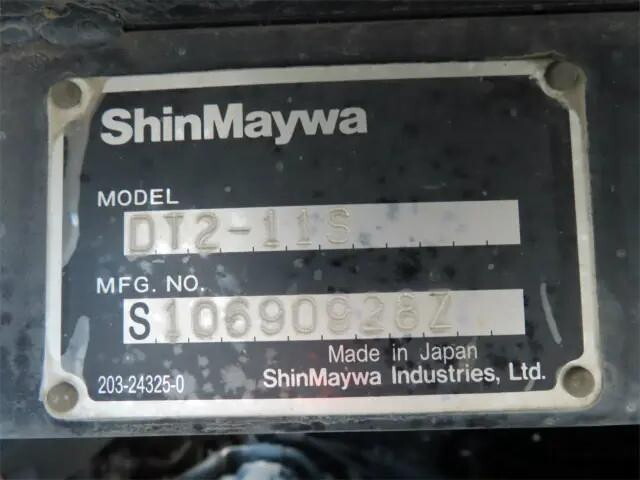 ShinMaywa
MODEL
DT2-11S
MFG. NO.
S10690928Z
Made in Japan
203-24325-0
ShinMaywa Industries, Ltd.